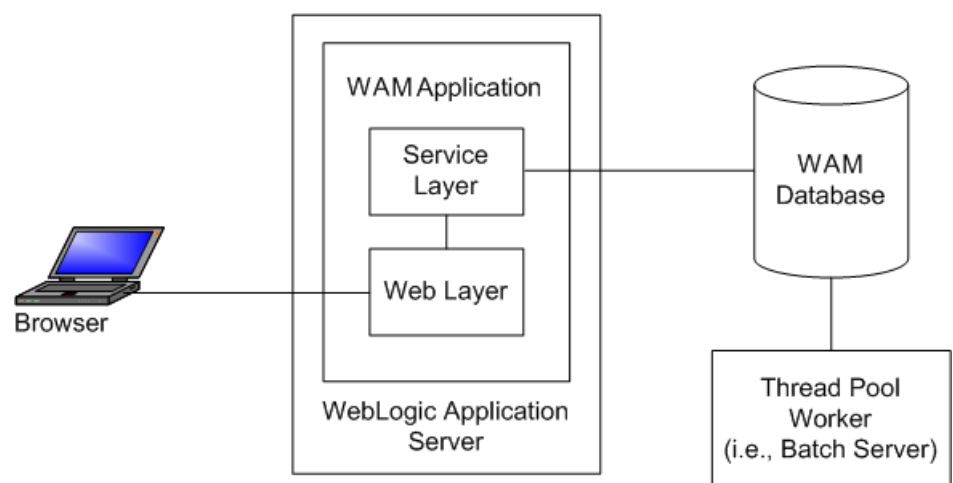 WAM Application
Service
Layer
Web Layer
WebLogic Application
Server
Browser
WAM
Database
Thread Pool
Worker
(i.e., Batch Server)